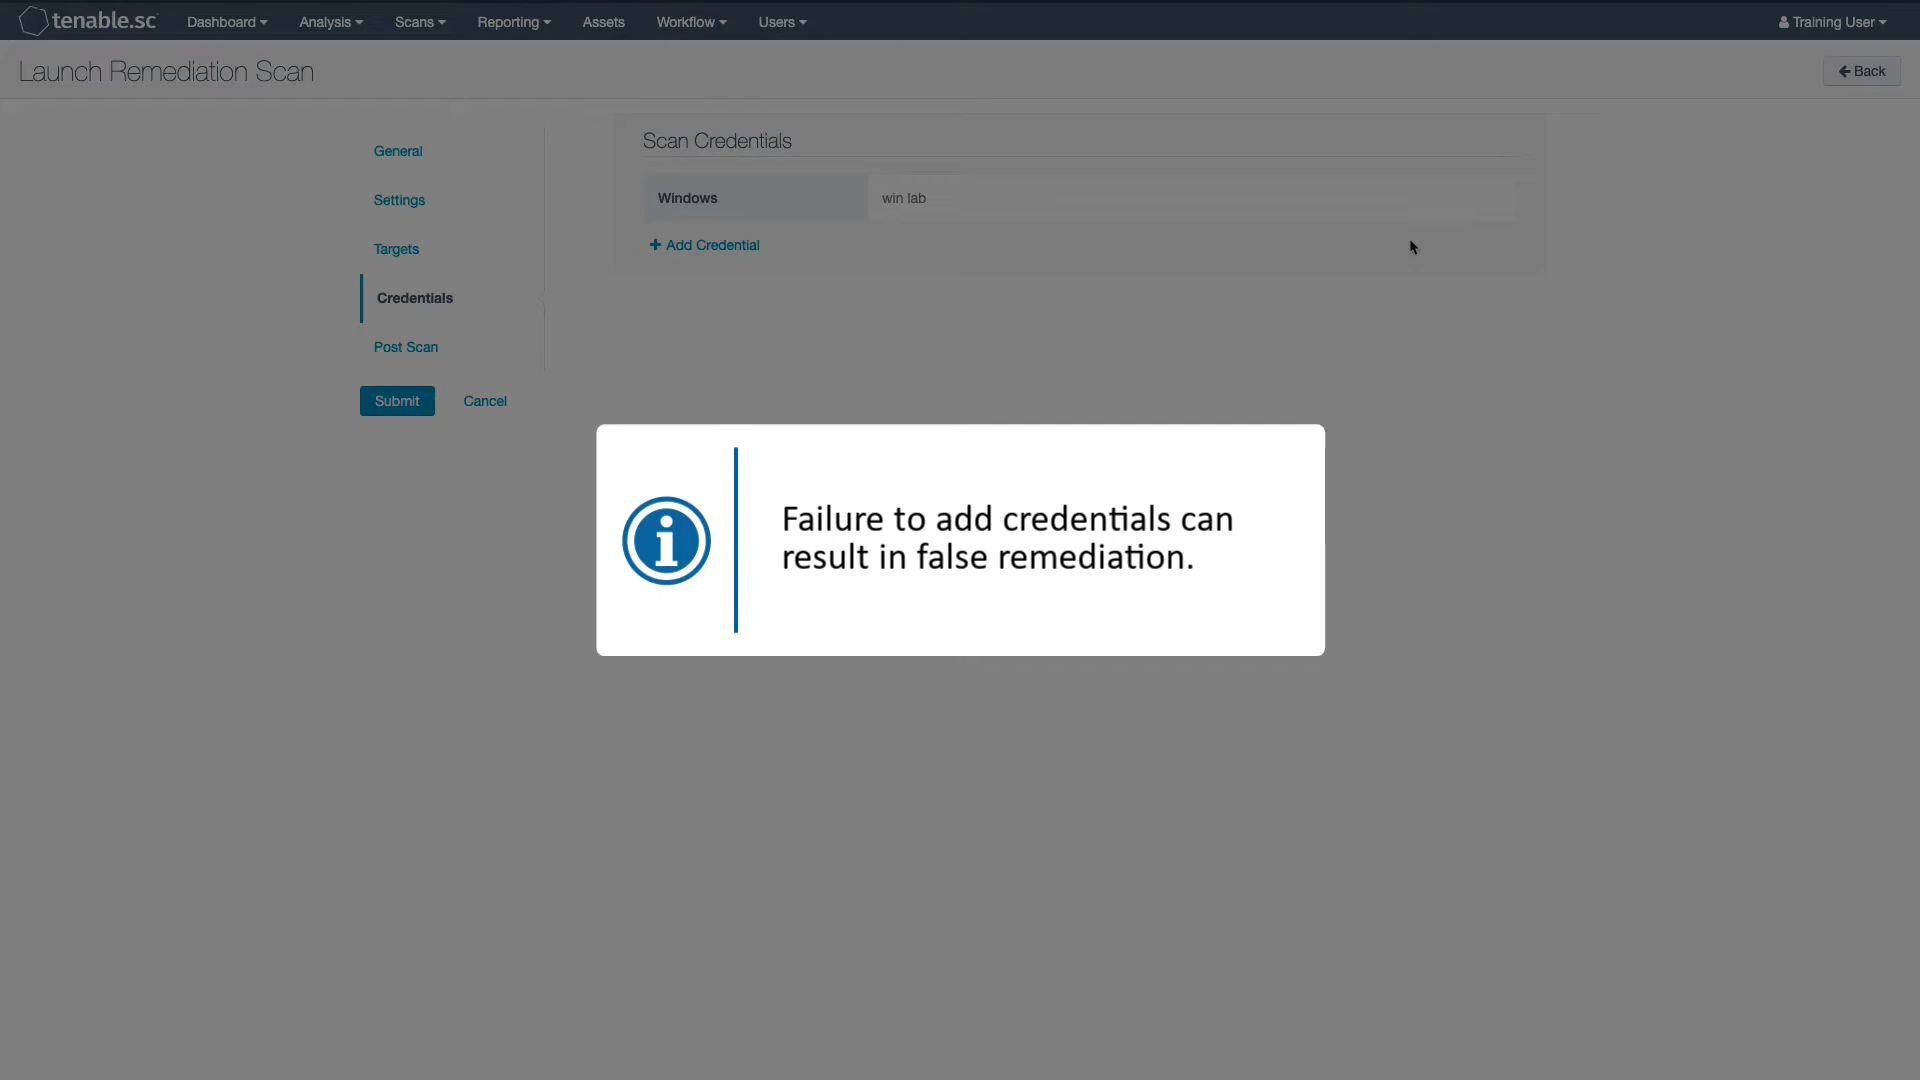 tenable.sc Dashboard Analysis Scans Reporting Assets Workflow Users Training User
Launch Remediation Scan Back
General
Settings
Targets
Credentials
Post Scan
Submit Cancel
Scan Credentials
Windows win lab
Add Credential
Failure to add credentials can
result in false remediation.